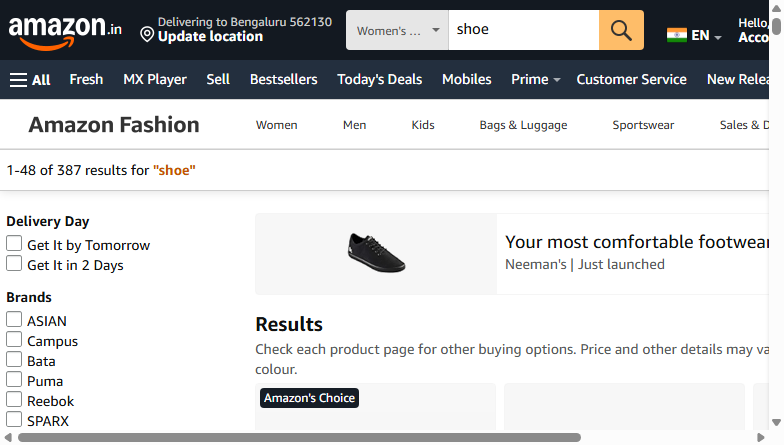 amazon.in
Delivering to Bengaluru 562130
Update location
Women's ...
shoe
EN
Hello,
All
Fresh
MX Player
Sell
Bestsellers
Today's Deals
Mobiles
Prime
Customer Service
New
Amazon Fashion
Women
Men
Kids
Bags & Luggage
Sportswear
Sales &
1-48 of 387 results for "shoe"
Delivery Day
Get It by Tomorrow
Get It in 2 Days
Brands
ASIAN
Campus
Bata
Puma
Reebok
SPARX
Your most comfortable footwear
Neeman's | Just launched
Results
Check each product page for other buying options. Price and other details may
colour.
Amazon's Choice